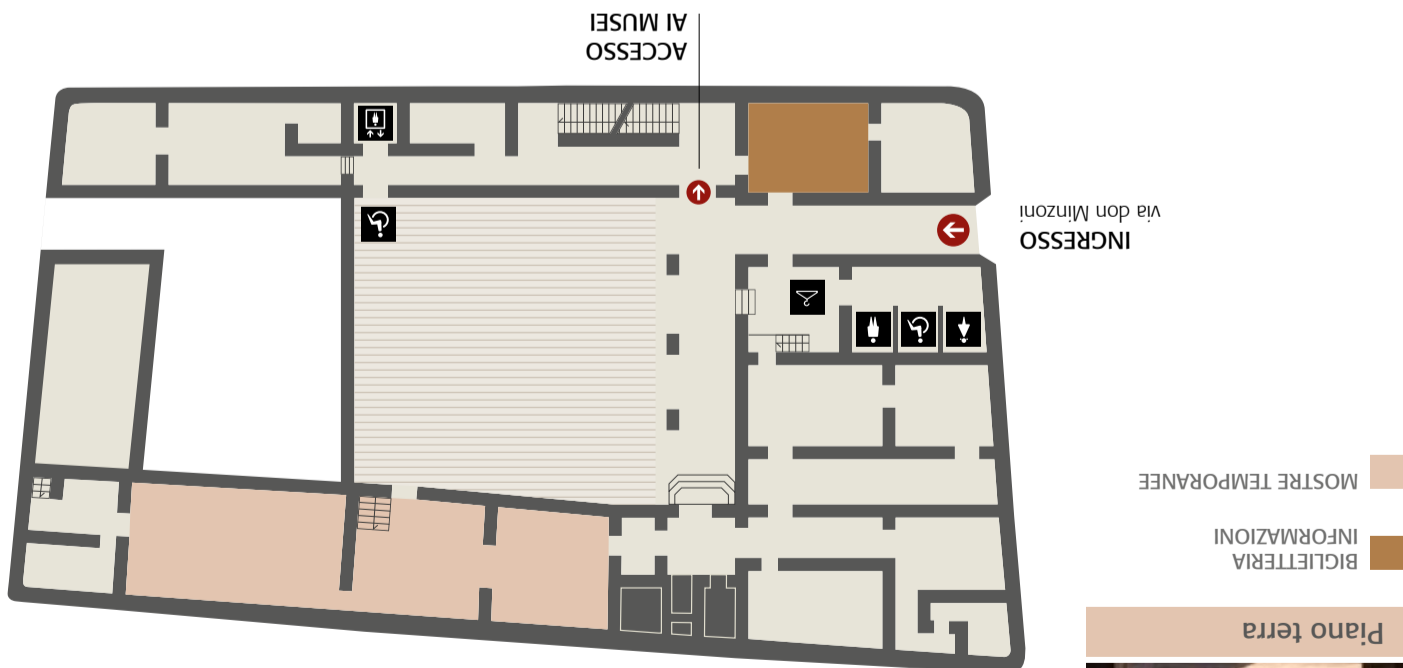 Piano terra
BIGLIETTERIA
INFORMAZIONI
MOSTRE TEMPORANEE
INGRESSO
via don Minzoni
ACCESSO
AI MUSEI